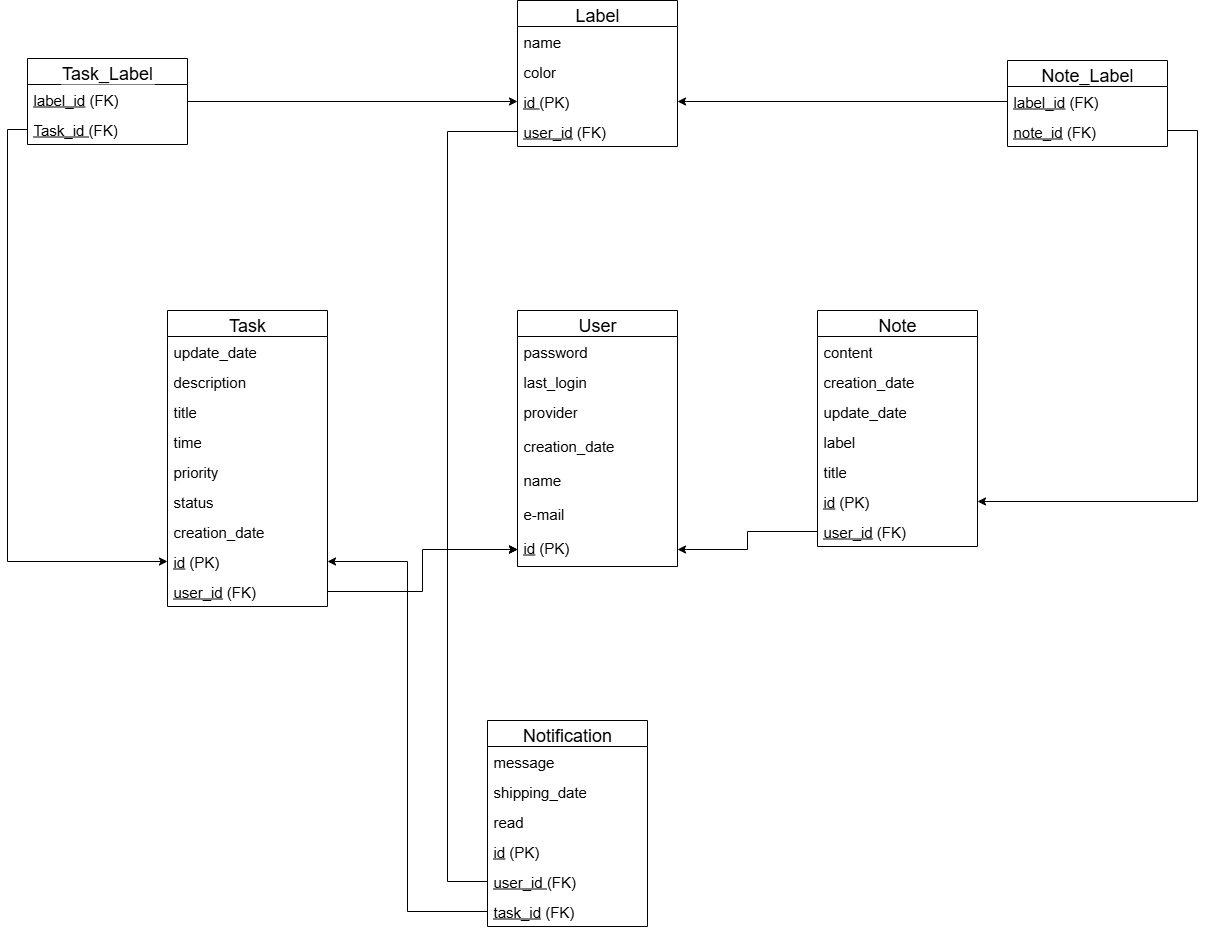 Label
name
color
id (PK)
user_id (FK)
Task_Label
label_id (FK)
Task_id (FK)
Note_Label
label_id (FK)
note_id (FK)
Task
update_date
description
title
time
priority
status
creation_date
id (PK)
user_id (FK)
User
password
last_login
provider
creation_date
name
e-mail
id (PK)
Note
content
creation_date
update_date
label
title
id (PK)
user_id (FK)
Notification
message
shipping_date
read
id (PK)
user_id (FK)
task_id (FK)